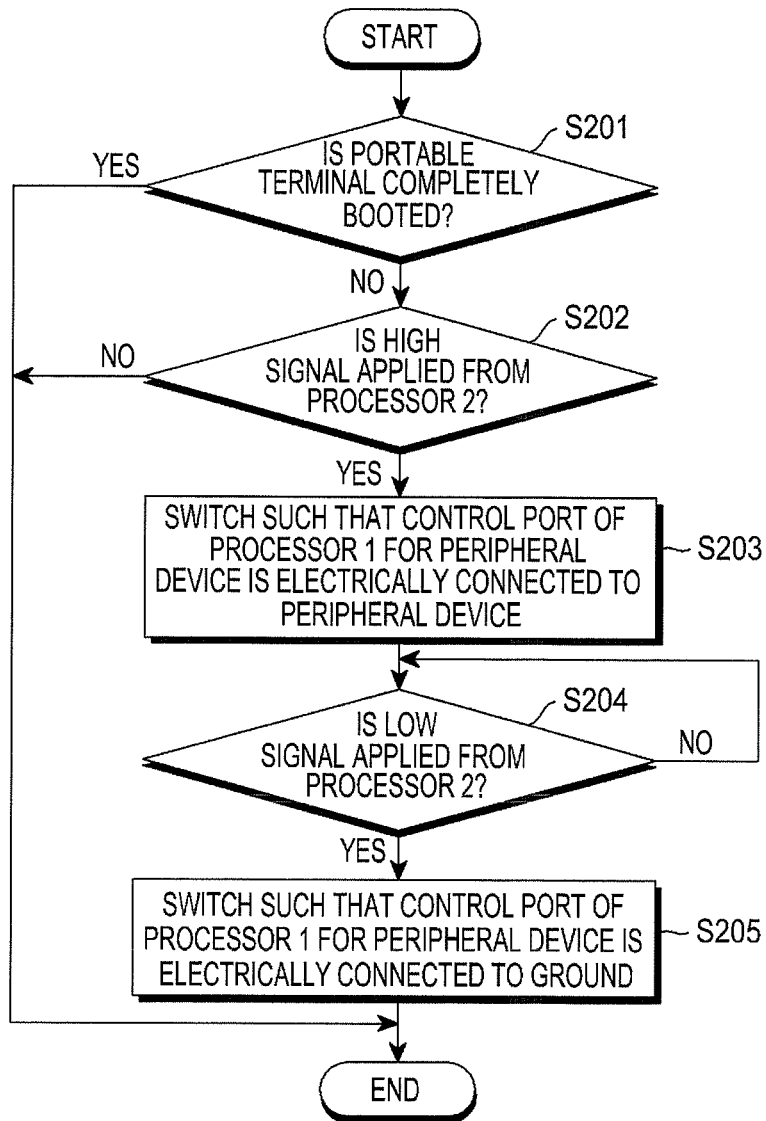 START
S201
YES
IS PORTABLE
TERMINAL COMPLETELY
BOOTED?
NO
S202
NO
IS HIGH
SIGNAL APPLIED FROM
PROCESSOR 2?
YES
SWITCH SUCH THAT CONTROL PORT OF
PROCESSOR 1 FOR PERIPHERAL
DEVICE IS ELECTRICALLY CONNECTED TO
PERIPHERAL DEVICE
S203
S204
IS LOW
SIGNAL APPLIED FROM
PROCESSOR 2?
NO
YES
SWITCH SUCH THAT CONTROL PORT OF
PROCESSOR 1 FOR PERIPHERAL DEVICE IS
ELECTRICALLY CONNECTED TO GROUND
S205
END